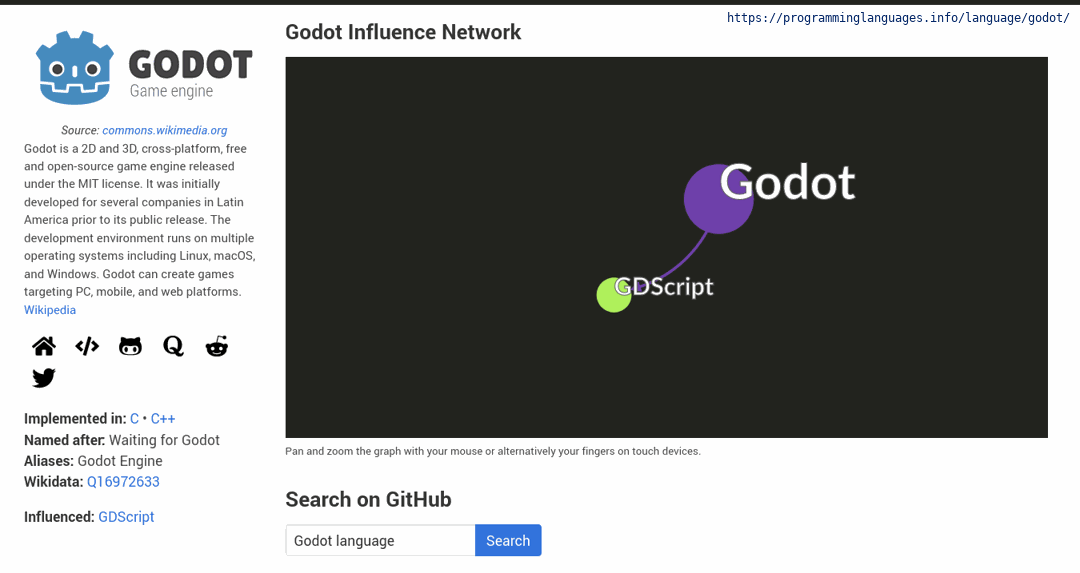 https://programminglanguages.info/language/godot/
GODOT
Game engine
Source: commons.wikimedia.org
Godot is a 2D and 3D, cross-platform, free
and open-source game engine released
under the MIT license. It was initially
developed for several companies in Latin
America prior to its public release. The
development environment runs on multiple
operating systems including Linux, macOS,
and Windows. Godot can create games
targeting PC, mobile, and web platforms.
Wikipedia
Implemented in: C • C++
Named after: Waiting for Godot
Aliases: Godot Engine
Wikidata: Q16972633
Influenced: GDScript
Godot Influence Network
Godot
GDScript
Pan and zoom the graph with your mouse or alternatively your fingers on touch devices.
Search on GitHub
Godot language
Search